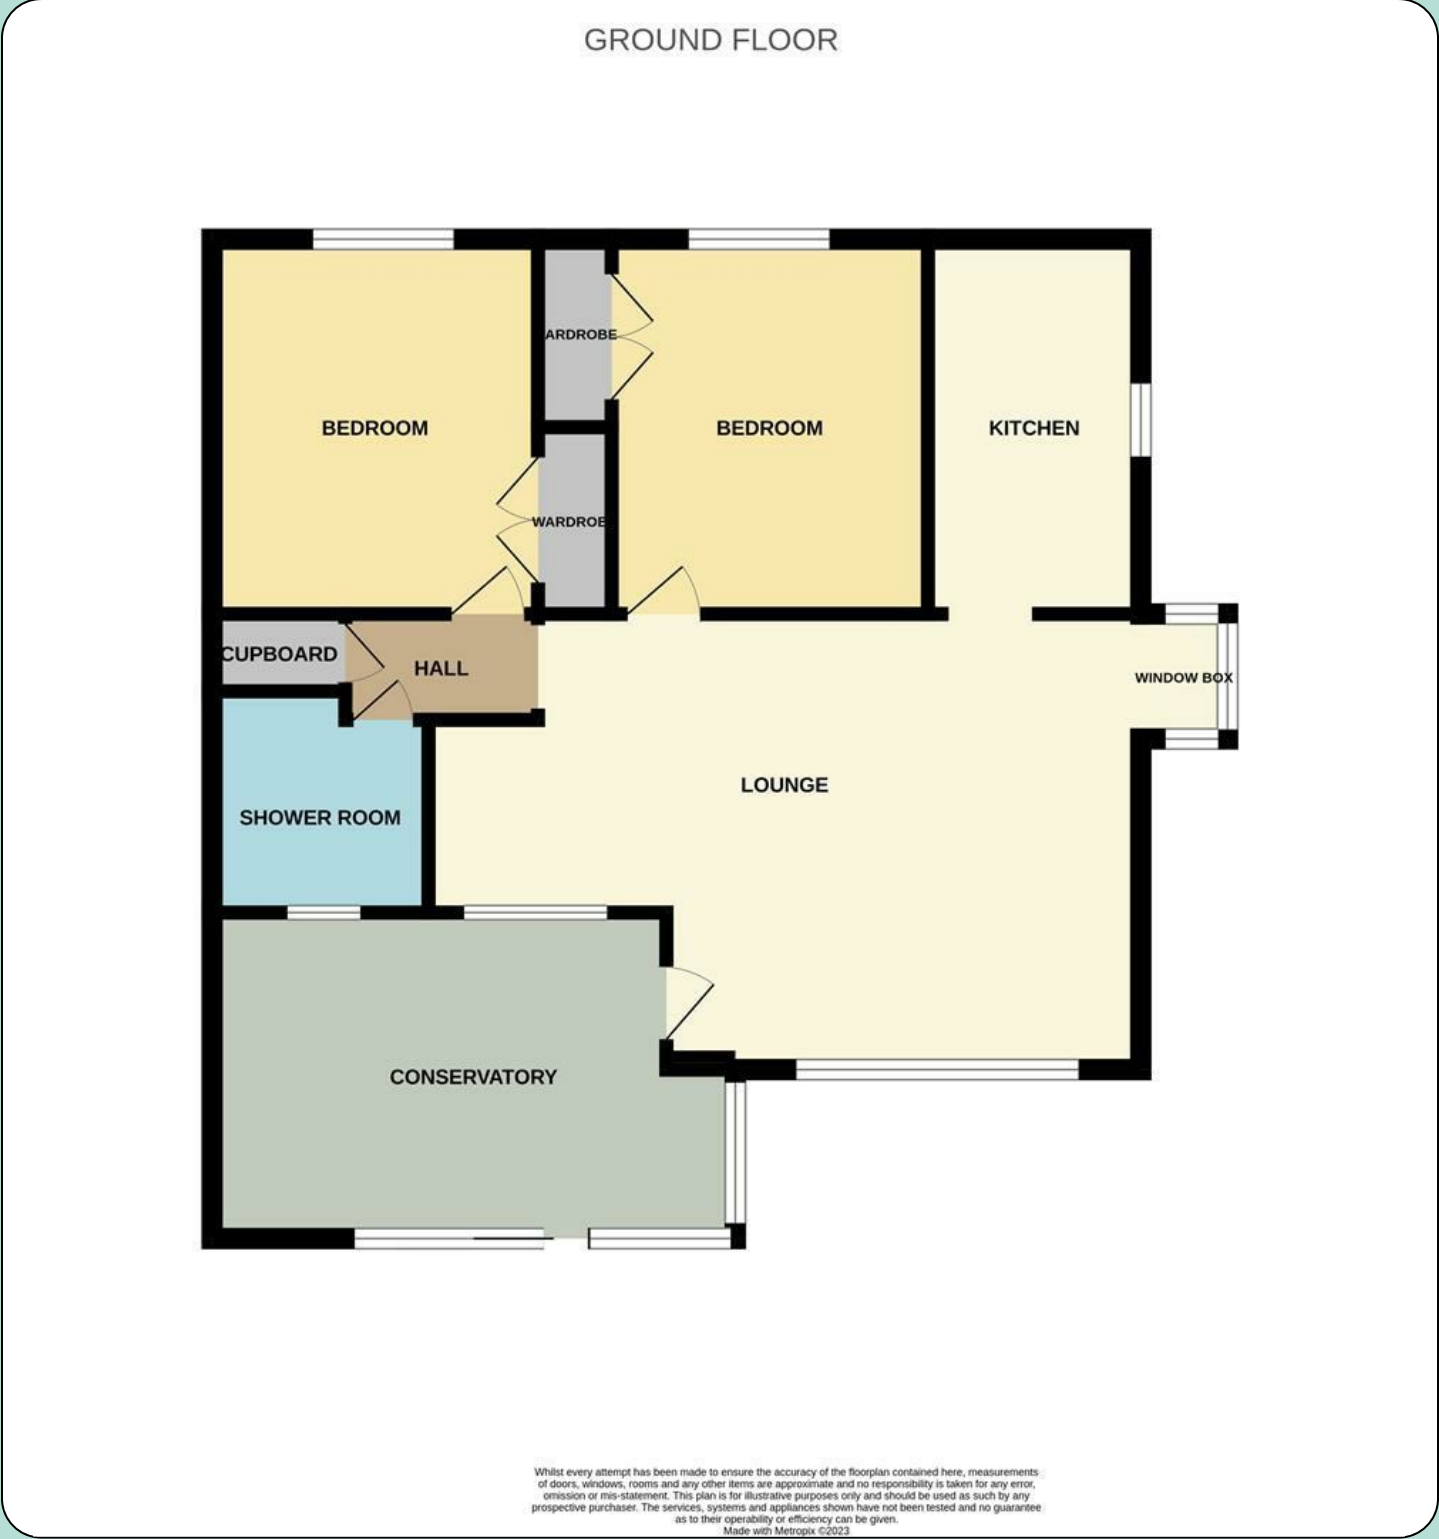 GROUND FLOOR
ARDROBE
BEDROOM
BEDROOM
KITCHEN
WARDROBE
CUPBOARD
HALL
WINDOW BOX
LOUNGE
SHOWER ROOM
CONSERVATORY
Whilst every attempt has been made to ensure the accuracy of the floorplan contained here, measurements
of doors, windows, rooms and any other items are approximate and no responsibility is taken for any error,
omission or mis-statement. This plan is for illustrative purposes only and should be used as such by any
prospective purchaser. The services, systems and appliances shown have not been tested and no guarantee
as to their operability or efficiency can be given.
Made with Metropix ©2023